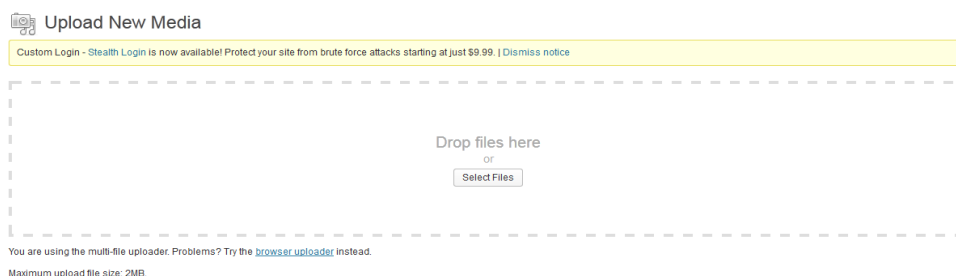 Upload New Media
Custom Login - Stealth Login is now available! Protect your site from brute force attacks starting at just $9.99. | Dismiss notice
Drop files here
or
Select Files
You are using the multi-file uploader. Problems? Try the browser uploader instead.
Maximum upload file size: 2MB